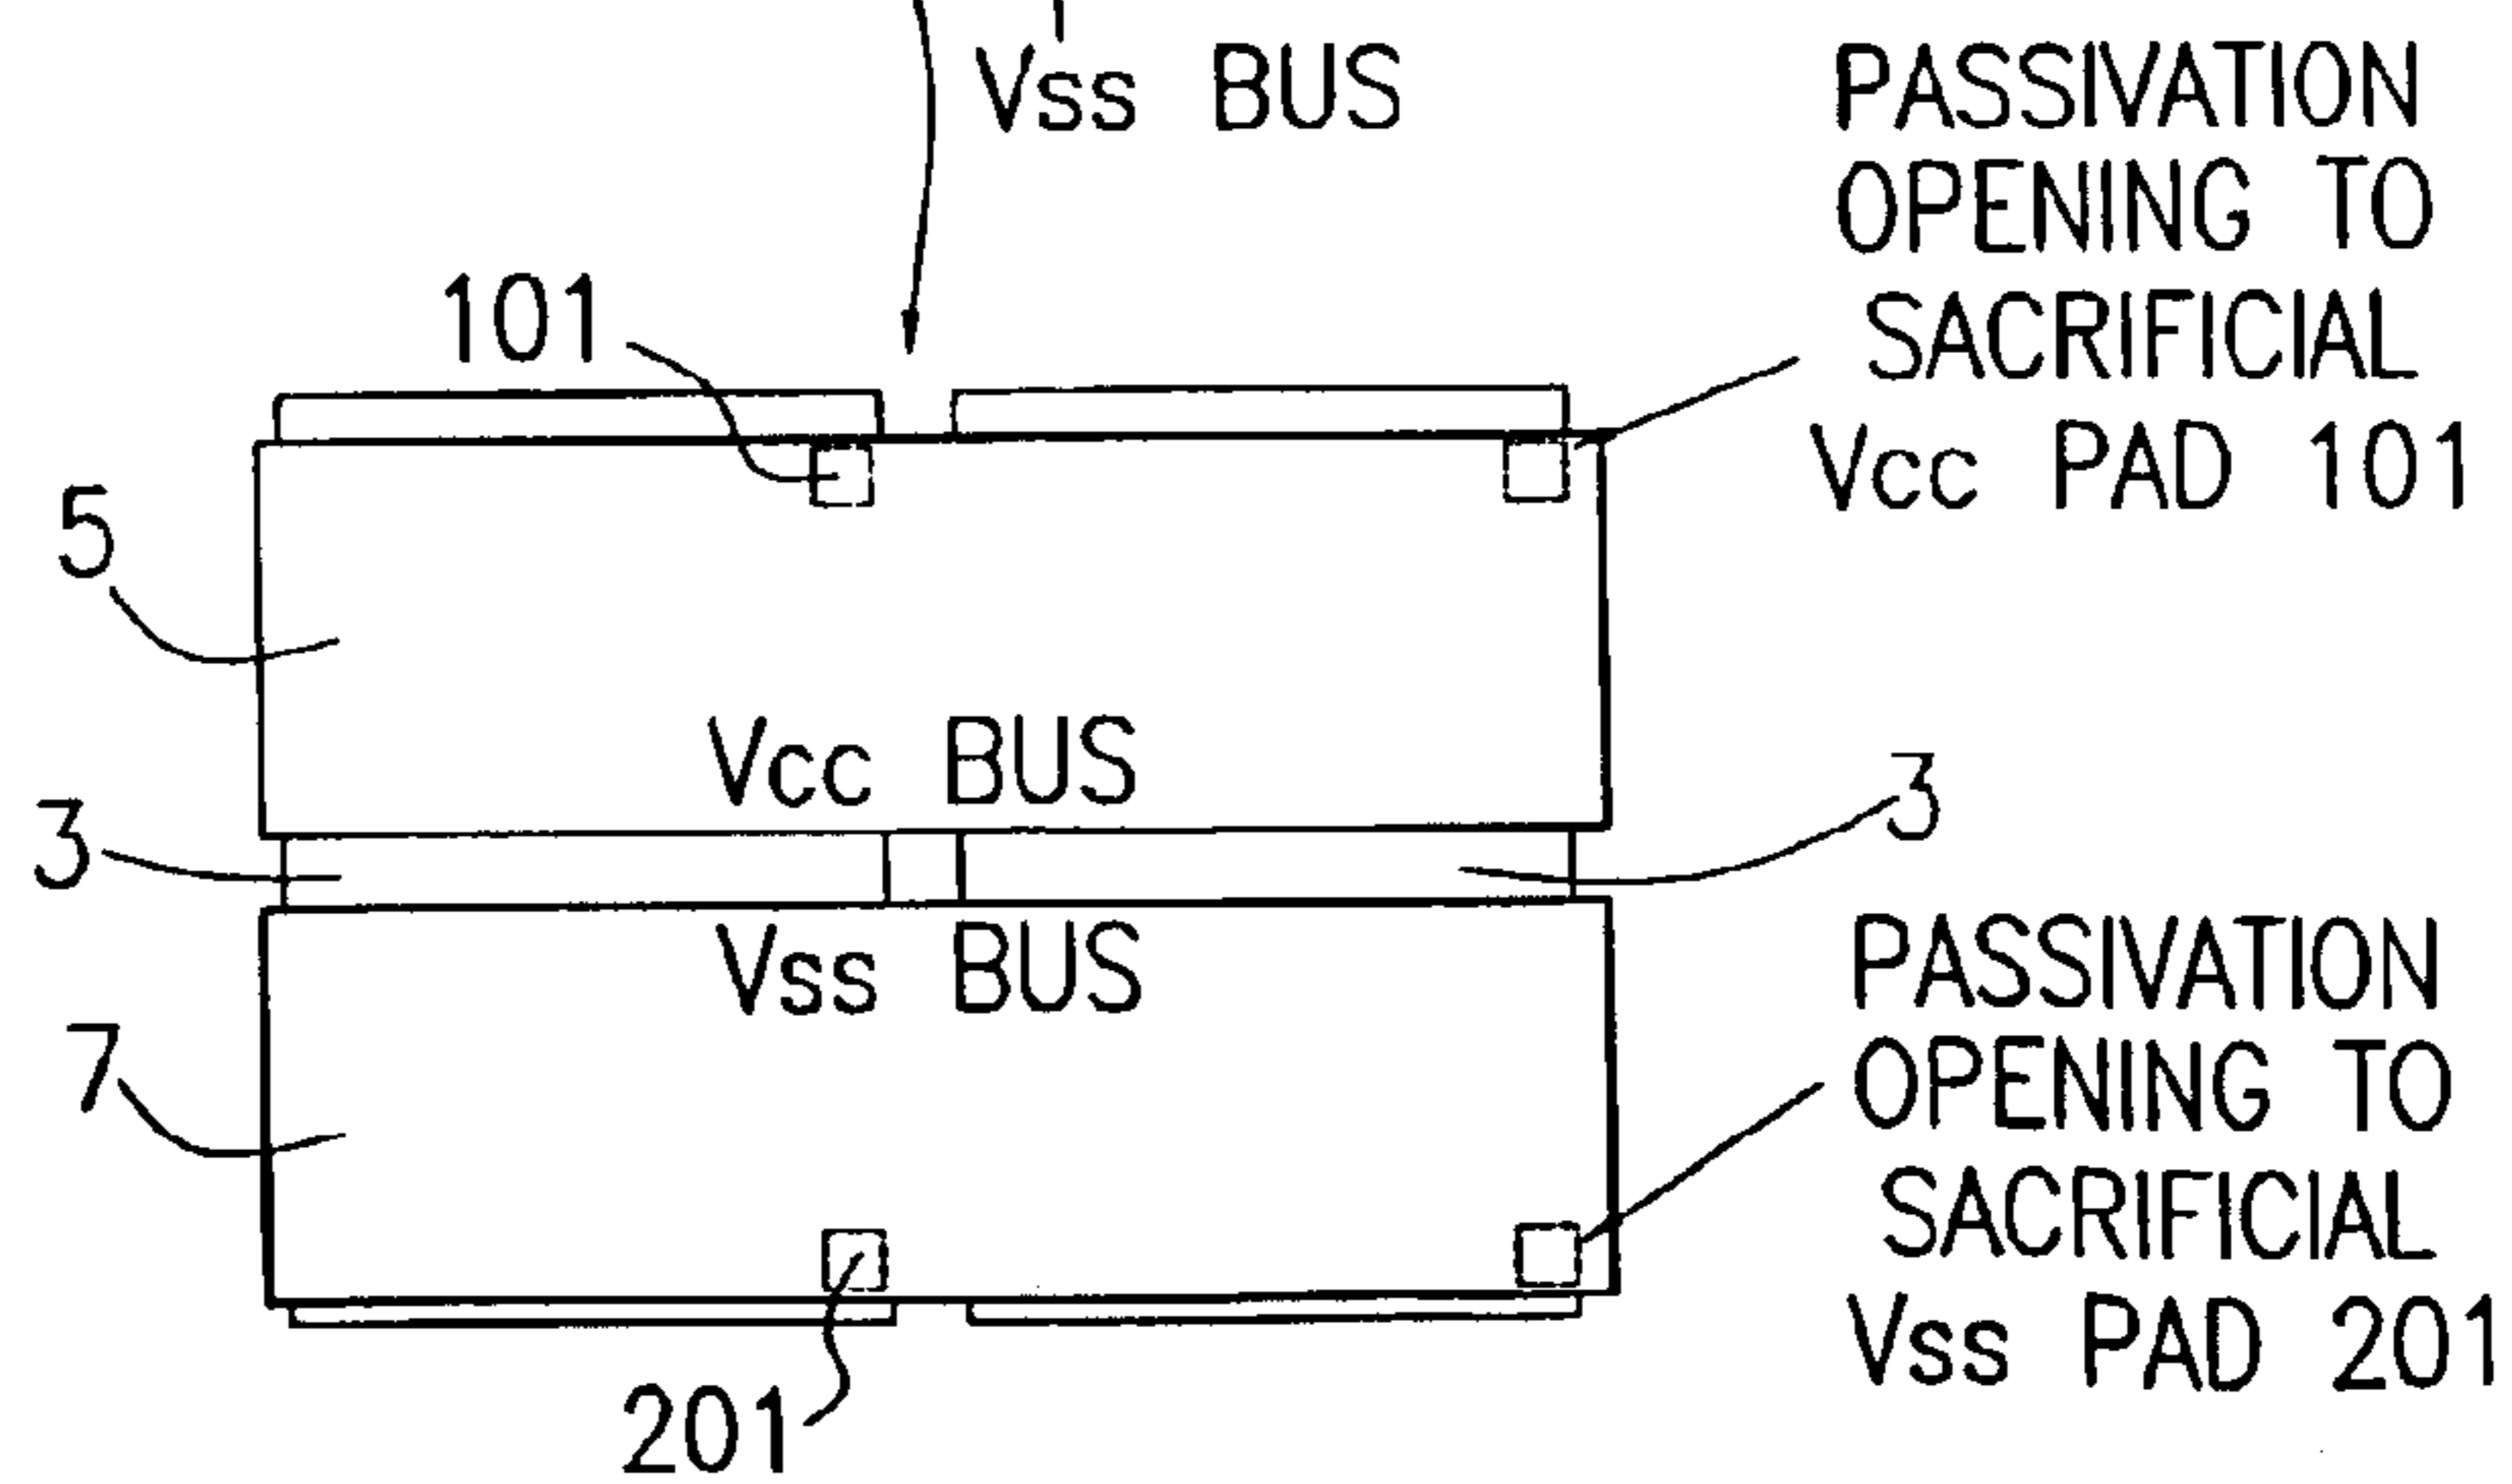 Vss BUS
PASSIVATION
OPENING TO
SACRIFICIAL
Vcc PAD 101
101
5
Vcc BUS
3
3
Vss BUS
7
PASSIVATION
OPENING TO
SACRIFICIAL
Vss PAD 201
201